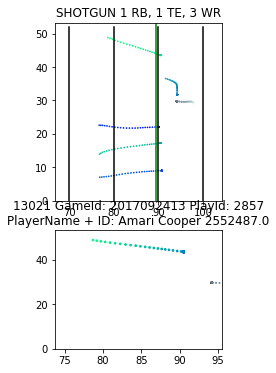 SHOTGUN 1 RB, 1 TE, 3 WR
50
40
30
20
10
0
70 80 90 100
13021 GameId: 2017092413 PlayId: 2857
PlayerName + ID: Amari Cooper 2552487.0
40
20
0
75 80 85 90 95